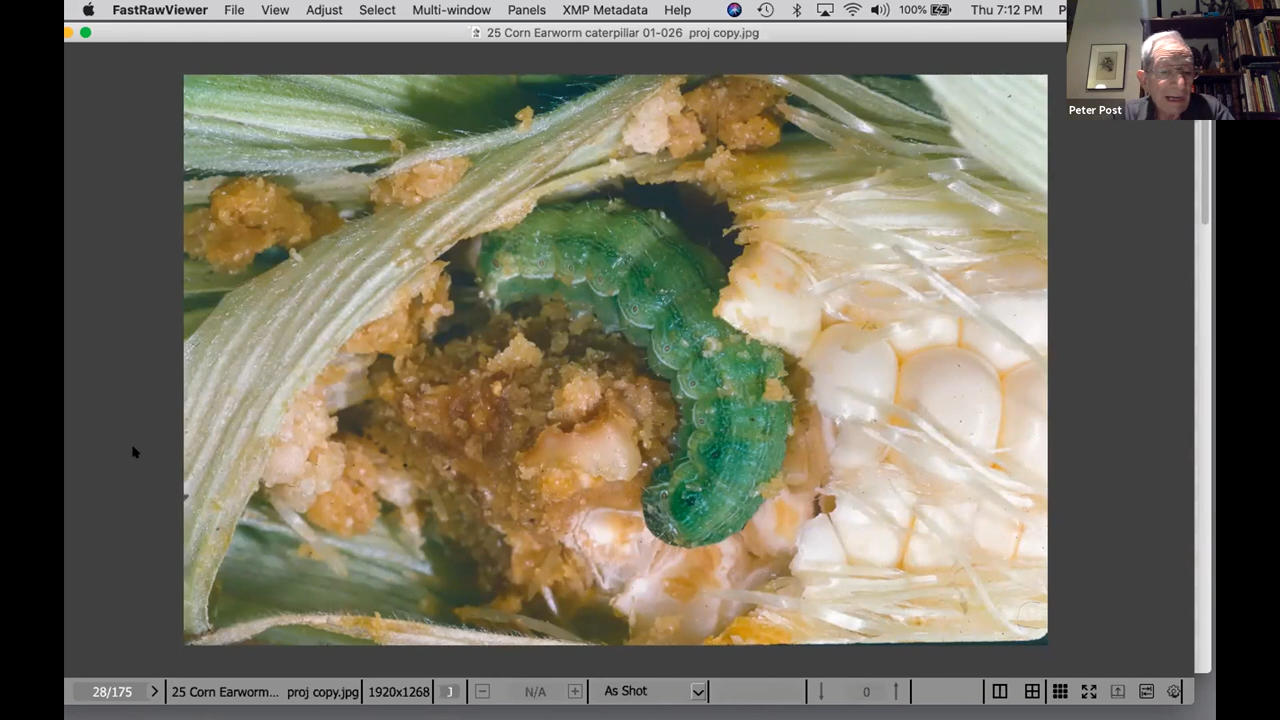 FastRawViewer File View Adjust Select Multi-window Panels XMP Metadata Help 100% Thu 7:12 PM P
25 Corn Earworm caterpillar 01-026 proj copy.jpg
Peter Post
28/175 25 Corn Earworm... proj copy.jpg 1920x1268 J N/A As Shot 0